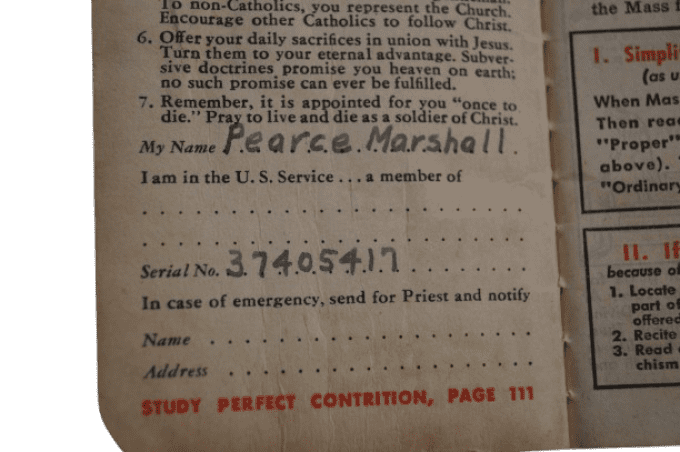 To non-Catholics, you represent the Church.
Encourage other Catholics to follow Christ.
6. Offer your daily sacrifices in union with Jesus.
Turn them to your eternal advantage. Subver-
sive doctrines promise you heaven on earth;
no such promise can ever be fulfilled.
7. Remember, it is appointed for you "once to
die." Pray to live and die as a soldier of Christ.
My Name Pearce Marshall.
I am in the U. S. Service . . . a member of
Serial No. 37405417
In case of emergency, send for Priest and notify
Name
Address
STUDY PERFECT CONTRITION, PAGE 111
the Mass
I. Simpli
(as u
When Mas
Then read
"Proper"
above).
"Ordinary
II. If
because of
1. Locate
part of
offered
2. Recite
3. Read
chism